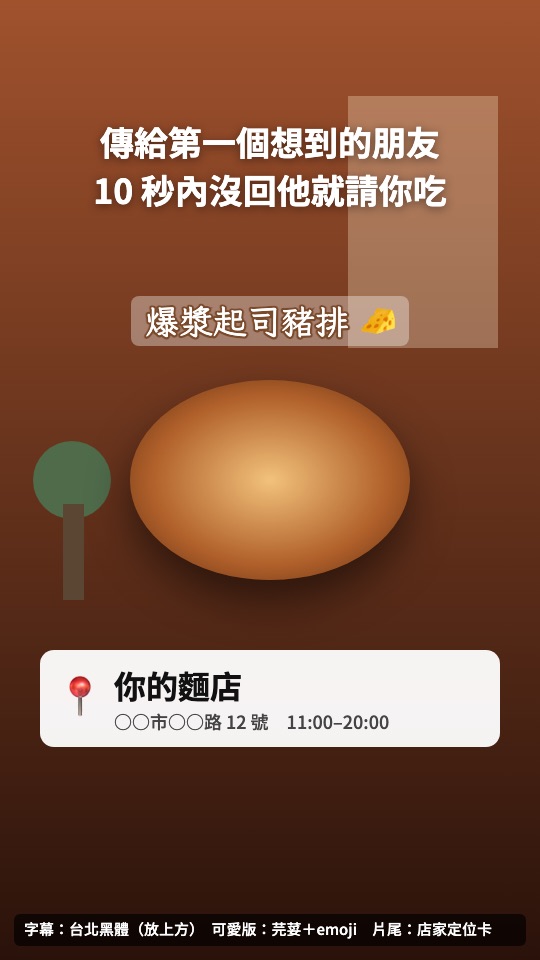 傳給第一個想到的朋友
10 秒內沒回他就請你吃
爆漿起司豬排 🧀
📍 你的麵店
〇〇市〇〇路 12 號　11:00–20:00
字幕：台北黑體（放上方）　可愛版：芫荽＋emoji　片尾：店家定位卡